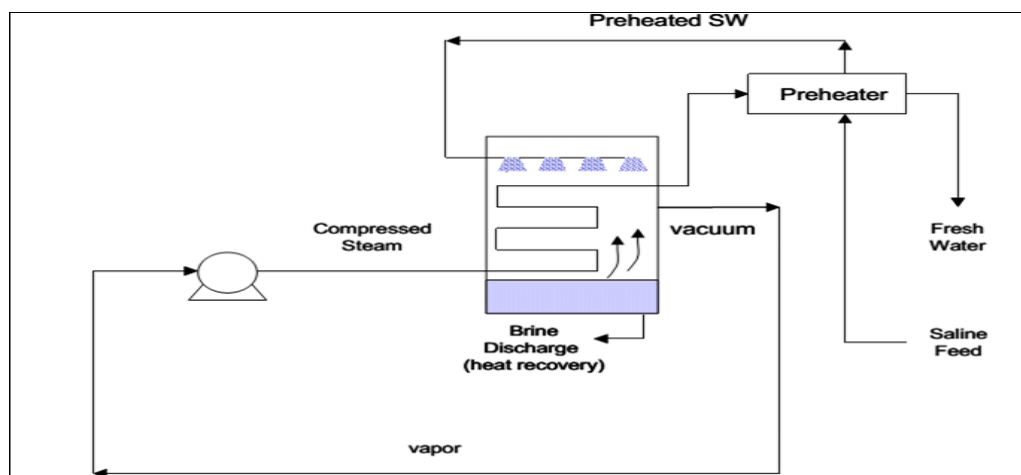 Preheated SW
Preheater
Compressed
Steam
vacuum
Fresh
Water
Brine
Discharge
(heat recovery)
Saline
Feed
vapor